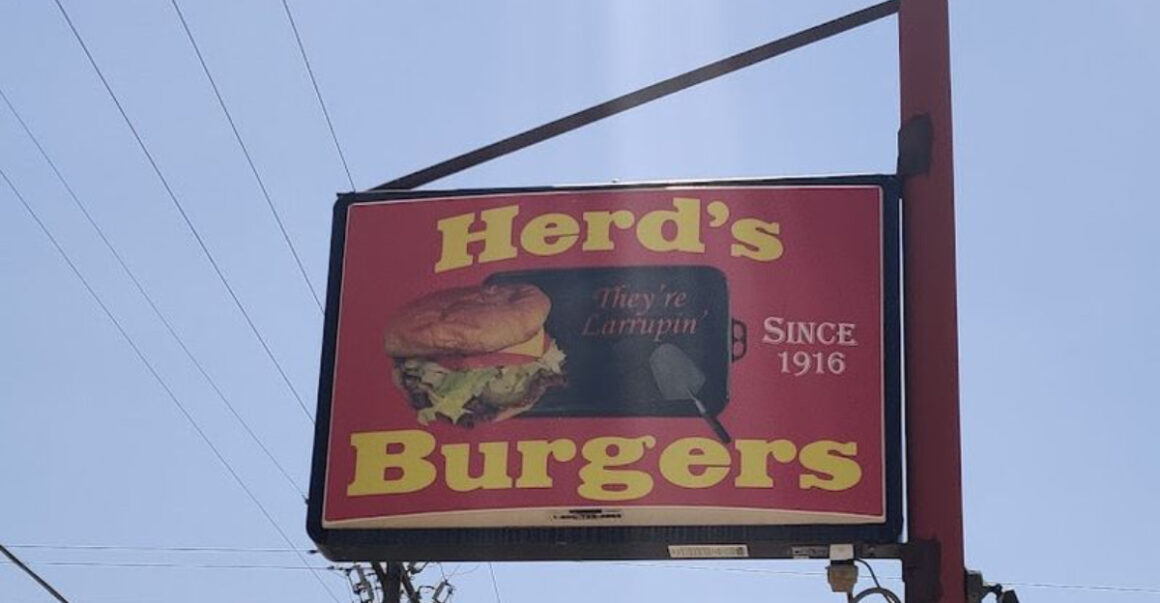 Herd's
They're
Larrupin'
SINCE
1916
Burgers